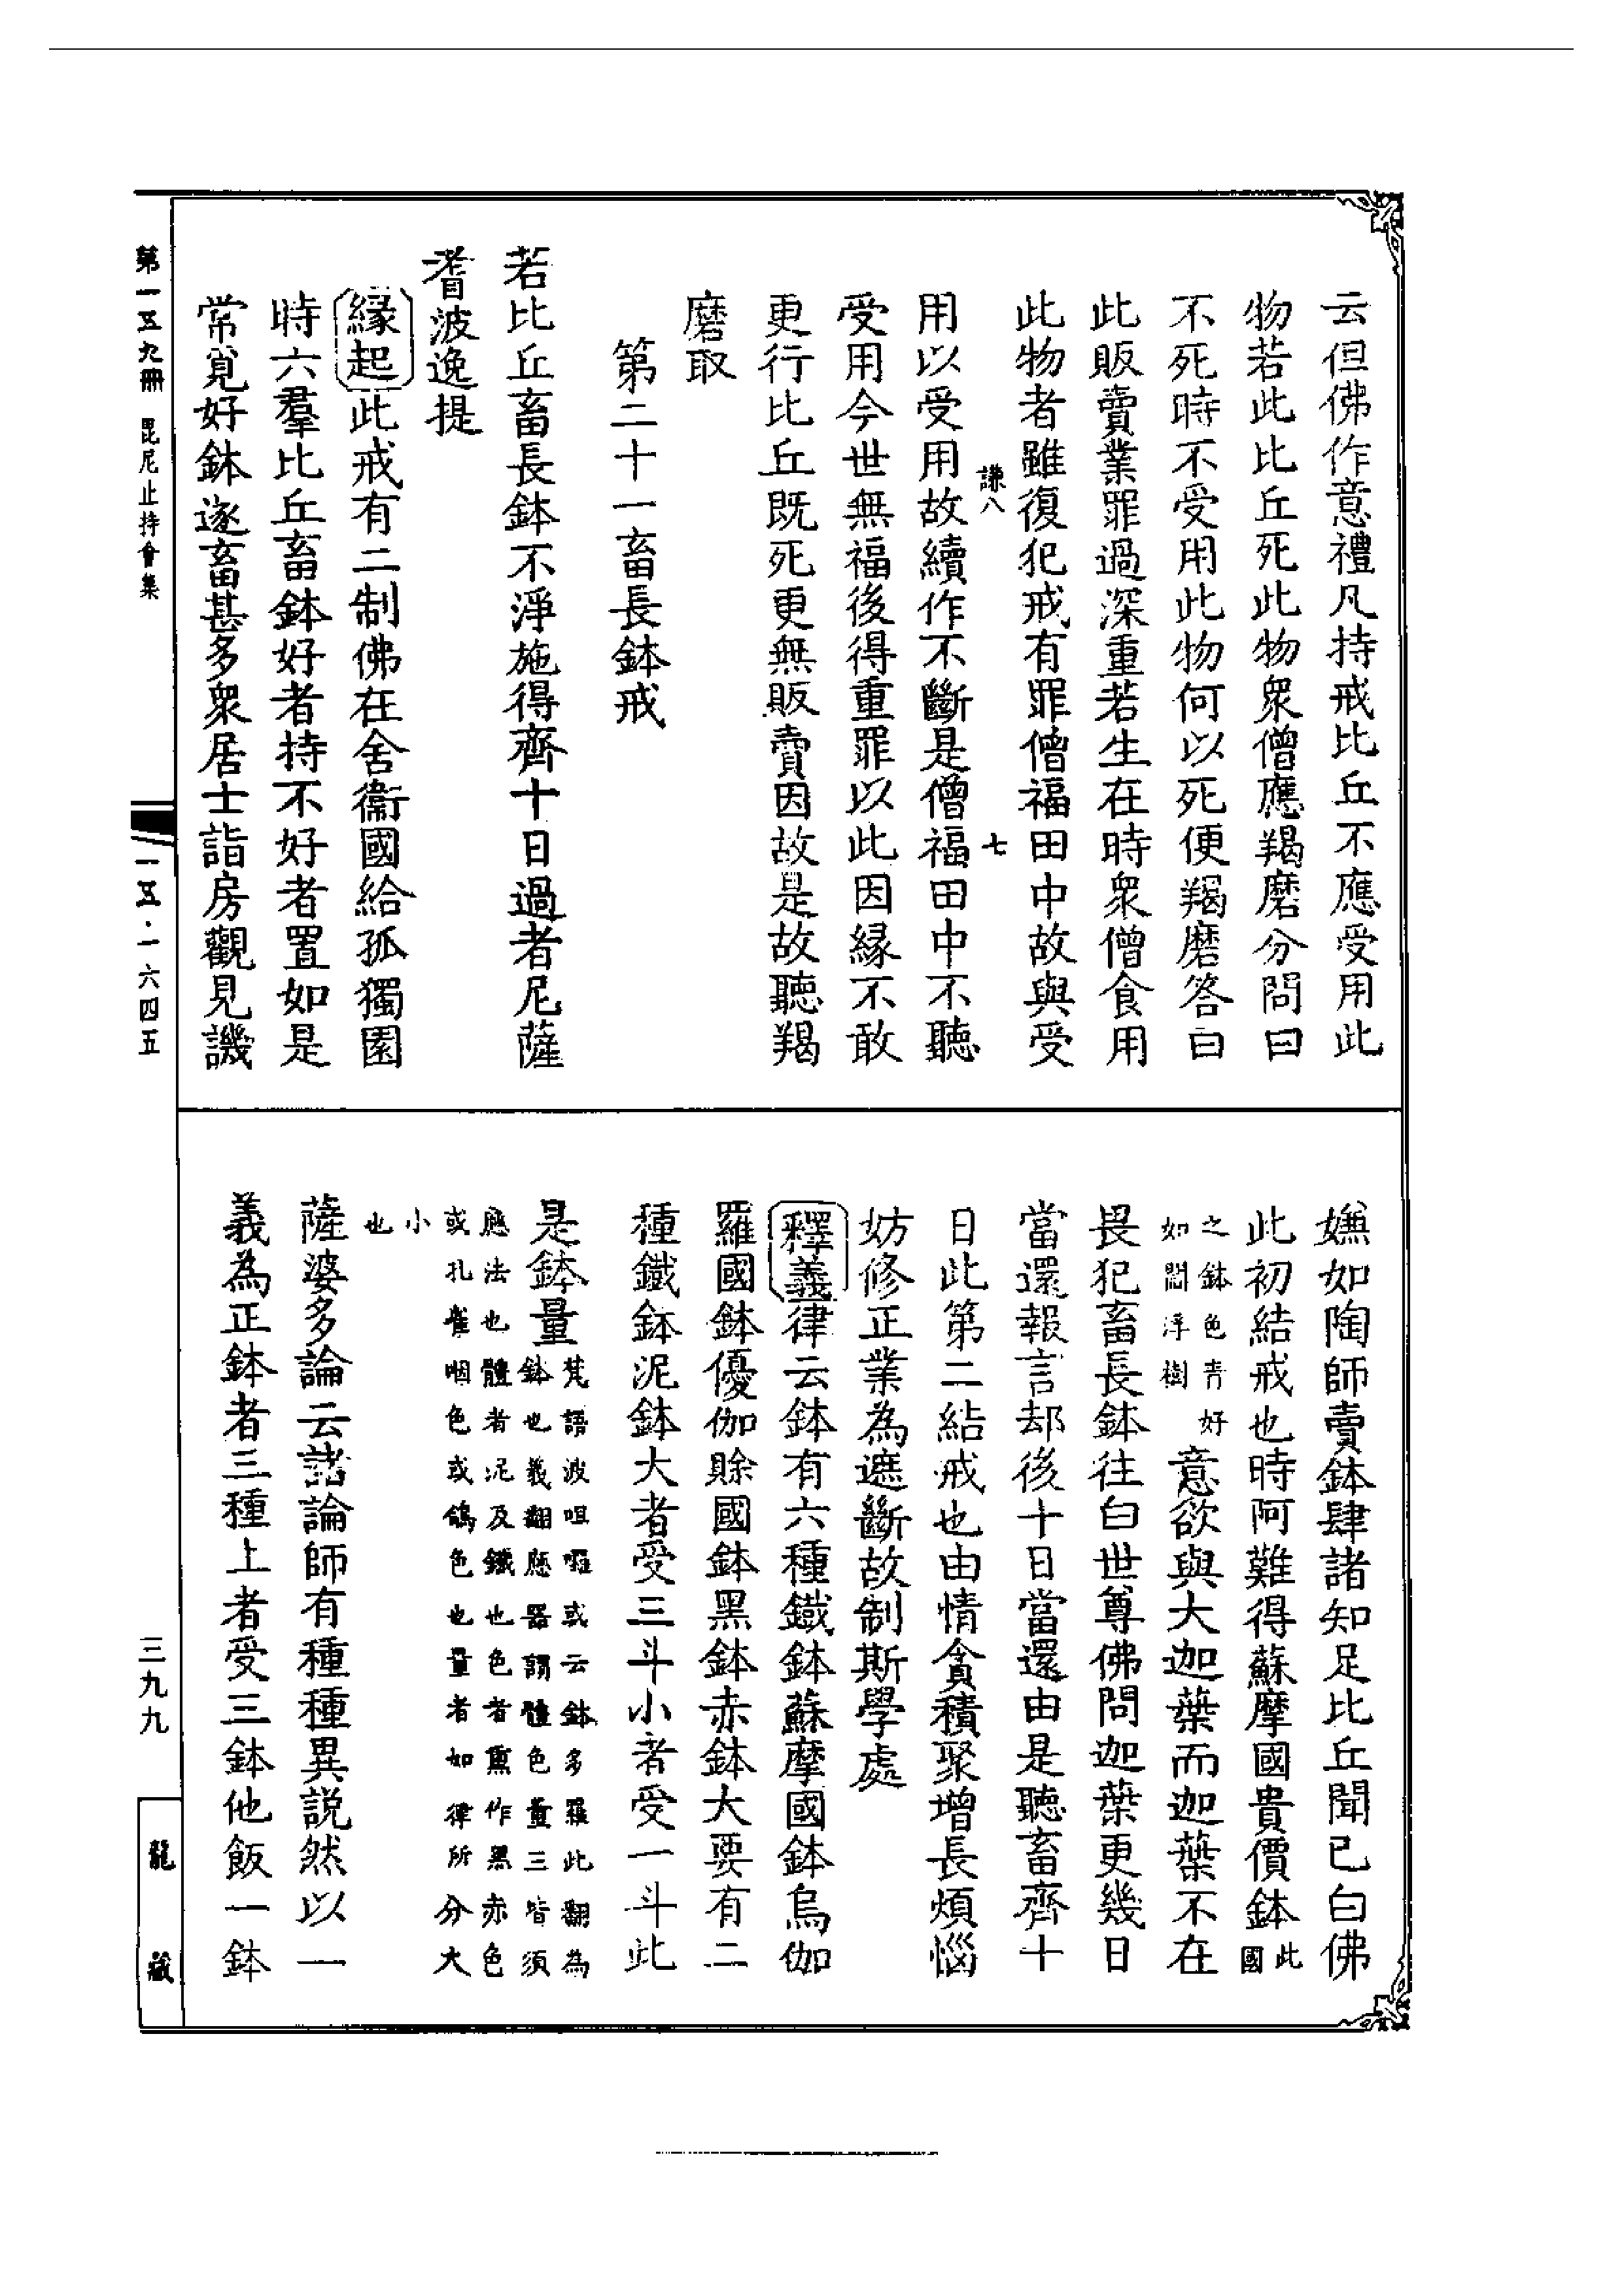 云但佛作意禮凡持戒比丘不應受用此
物若此比丘死此物衆僧應羯磨分問曰
不死時不受用此物何以死便羯磨答曰
此販賣業罪過深重若生在時衆僧食用
此物者雖復犯戒有罪僧福田中故與受
謙八 七
用以受用故續作不斷是僧福田中不聽
受用今世無福後得重罪以此因緣不敢
更行比丘既死更無販賣因故是故聽羯
磨取
第二十一畜長鉢戒
若比丘畜長鉢不淨施得齊十日過者尼薩
耆波逸提
緣起此戒有二制佛在舍衞國給孤獨園
時六羣比丘畜鉢好者持不好者置如是
常覓好鉢遂畜甚多衆居士詣房觀見譏
嫌如陶師賣鉢肆諸知足比丘聞已白佛
此初結戒也時阿難得蘇摩國貴價鉢此國
之鉢色青好如閻浮樹意欲與大迦葉而迦葉不在
畏犯畜長鉢往白世尊佛問迦葉更幾日
當還報言却後十日當還由是聽畜齊十
日此第二結戒也由情貪積聚增長煩惱
妨修正業為遮斷故制斯學處
釋義律云鉢有六種鐵鉢蘇摩國鉢烏伽
羅國鉢優伽賒國鉢黑鉢赤鉢大要有二
種鐵鉢泥鉢大者受三斗小者受一斗此
是鉢量梵語波呾囉或云鉢多羅此翻為
鉢也義翻應器謂體色量三皆須
應法也體者泥及鐵也色者熏作黑赤色
或孔雀咽色或鴿色也量者如律所分大
小
也
薩婆多論云諸論師有種種異説然以一
義為正鉢者三種上者受三鉢他飯一鉢
第一五九冊 毘尼止持會集
一五·一六四五
三九九
龍藏